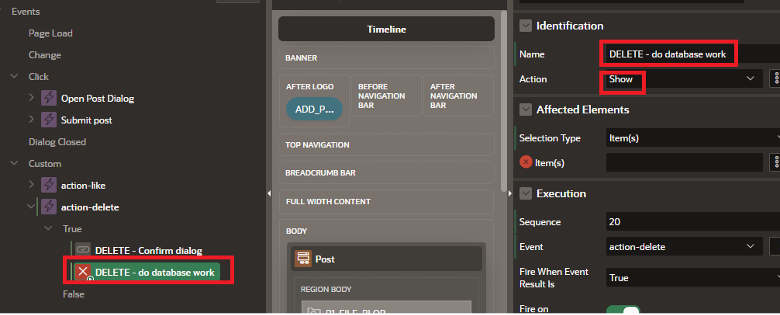 Events
Page Load
Change
Click
Open Post Dialog
Submit post
Dialog Closed
Custom
action-like
action-delete
True
DELETE - Confirm dialog
DELETE - do database work
False
Timeline
BANNER
AFTER LOGO
ADD_P...
BEFORE NAVIGATION BAR
AFTER NAVIGATION BAR
TOP NAVIGATION
BREADCRUMB BAR
FULL WIDTH CONTENT
BODY
Post
REGION BODY
P1_FILE_BLOB
Identification
Name
DELETE - do database work
Action
Show
Affected Elements
Selection Type
Item(s)
Item(s)
Execution
Sequence
20
Event
action-delete
Fire When Event
Result Is
True
Fire on